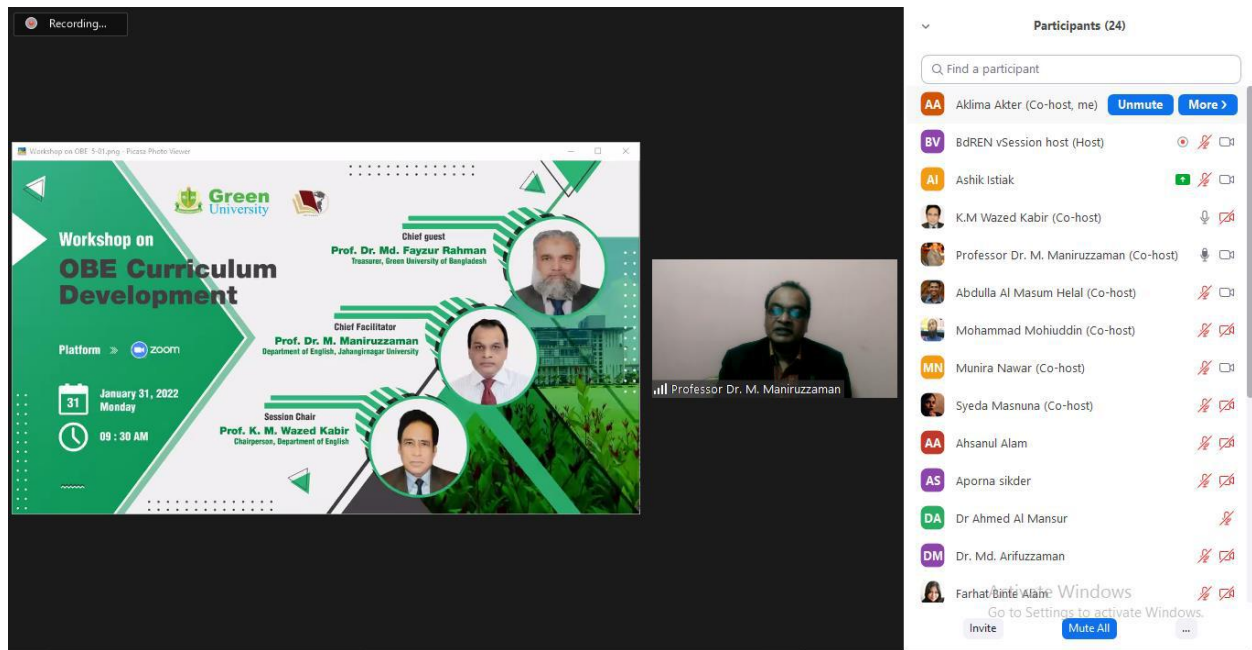 Recording...
Workshop na OBE_5-01.png - Picasa Photo Viewer
Green
University
Workshop on
OBE Curriculum
Development
Platform » zoom
31
January 31, 2022
Monday
09 : 30 AM
Chief guest
Prof. Dr. Md. Fayzur Rahman
Treasurer, Green University of Bangladesh
Chief Facilitator
Prof. Dr. M. Maniruzzaman
Department of English, Jahangirnagar University
Session Chair
Prof. K. M. Wazed Kabir
Chairperson, Department of English
Professor Dr. M. Maniruzzaman
Participants (24)
Find a participant
AA Aklima Akter (Co-host, me) Unmute More >
BV BdREN vSession host (Host)
AI Ashik Istiak
K.M Wazed Kabir (Co-host)
Professor Dr. M. Maniruzzaman (Co-host)
Abdulla Al Masum Helal (Co-host)
Mohammad Mohiuddin (Co-host)
MN Munira Nawar (Co-host)
Syeda Masnuna (Co-host)
AA Ahsanul Alam
AS Aporna sikder
DA Dr Ahmed Al Mansur
DM Dr. Md. Arifuzzaman
Farhat Binte Alam
Activate Windows
Go to Settings to activate Windows.
Invite Mute All ...